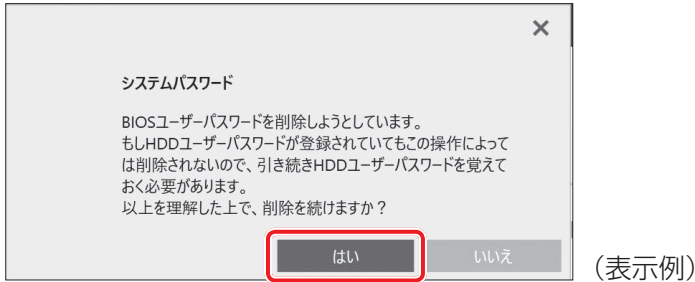 ×
システムパスワード
BIOSユーザーパスワードを削除しようとしています。
もしHDDユーザーパスワードが登録されていてもこの操作によって
は削除されないので、引き続きHDDユーザーパスワードを覚えて
おく必要があります。
以上を理解した上で、削除を続けますか？
はい いいえ
（表示例）